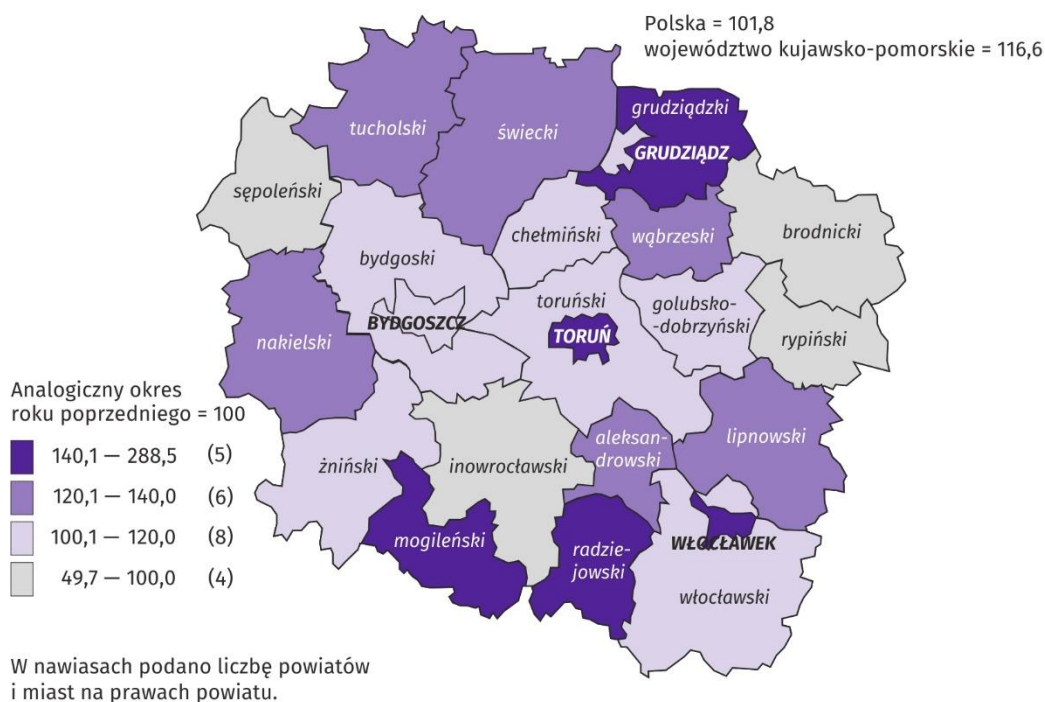 Polska = 101,8
województwo kujawsko-pomorskie = 116,6
grudziądzki
tucholski
święcki
GRUDZIĄDZ
sępoleński
chełmiński
wąbrzeski
brodnicki
bydgoski
toruński
golubsko-
-dobrzyński
BYDGOSZCZ
TORUŃ
nakielski
rypiński
Analogiczny okres
roku poprzedniego = 100
140,1 — 288,5 (5)
120,1 — 140,0 (6)
100,1 — 120,0 (8)
49,7 — 100,0 (4)
aleksan-
drowski
lipnowski
żniński
inowrocławski
mogileński
radzie-
jowski
WŁOCŁAWEK
włocławski
W nawiasach podano liczbę powiatów
i miast na prawach powiatu.